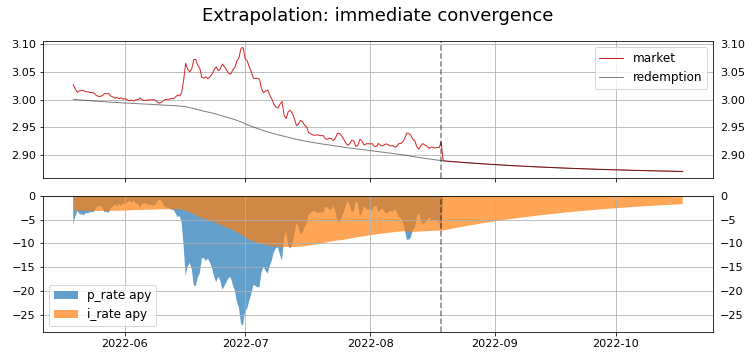 Extrapolation: immediate convergence
3.10 3.10
market
3.05 redemption 3.05
3.00 3.00
2.95 2.95
2.90 2.90
0 0
−5 −5
−10 −10
−15 −15
−20 p_rate apy −20
−25 i_rate apy −25
2022-06 2022-07 2022-08 2022-09 2022-10